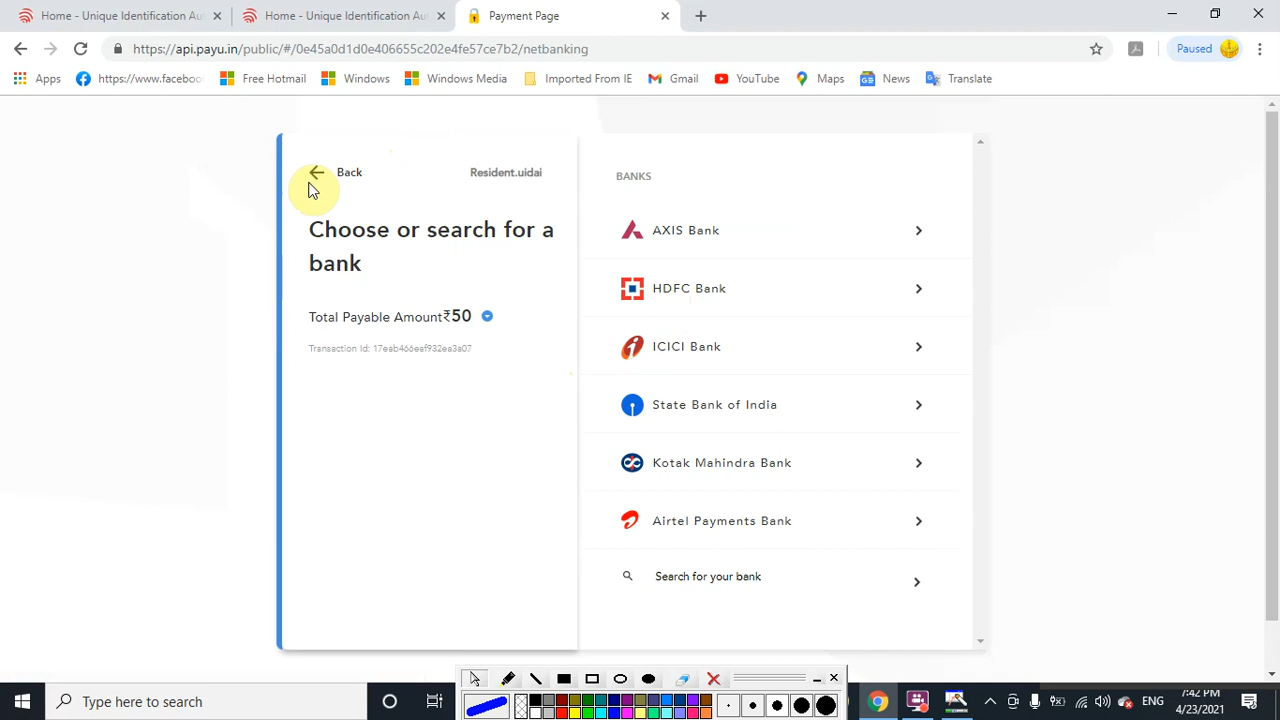 Home - Unique Identification Au
Home - Unique Identification Au
Payment Page
https://api.payu.in/public/#/0e45a0d1d0e406655c202e4fe57ce7b2/netbanking
Paused
Apps
https://www.faceboo
Free Hotmail
Windows
Windows Media
Imported From IE
Gmail
YouTube
Maps
News
Translate
Back
Resident.uidai
Choose or search for a
bank
Total Payable Amount₹50
Transaction Id: 17eab466eaf932ea3a07
BANKS
AXIS Bank
HDFC Bank
ICICI Bank
State Bank of India
Kotak Mahindra Bank
Airtel Payments Bank
Search for your bank
Type here to search
ENG
7:42 PM
4/23/2021